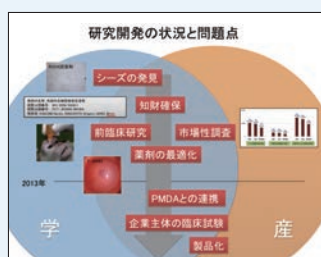 研究開発の状況と問題点
シーズの発見
知財確保
前臨床研究
市場性調査
薬剤の最適化
2013年
PMDAとの連携
企業主体の臨床試験
製品化
学
産